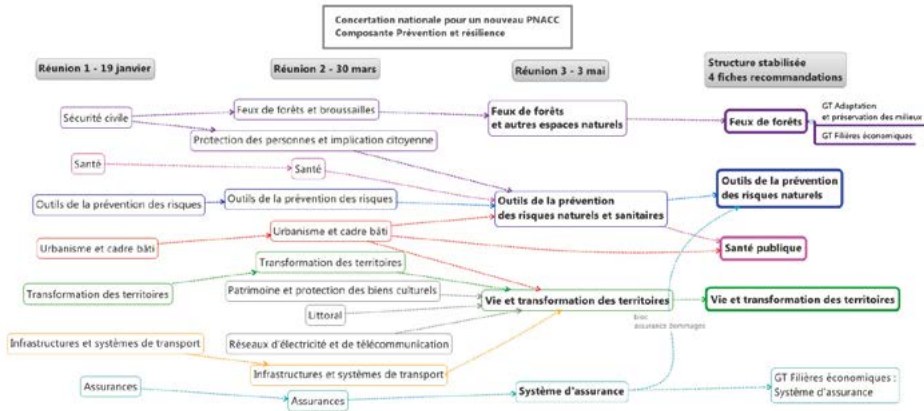 Concertation nationale pour un nouveau PNACC
Composante Prévention et résilience
Réunion 1 - 19 janvier
Réunion 2 - 30 mars
Réunion 3 - 3 mai
Structure stabilisée
4 fiches recommandations
Sécurité civile
Feux de forêts et broussailles
Protection des personnes et implication citoyenne
Feux de forêts
et autres espaces naturels
Feux de forêts
GT Adaptation
et préservation des milieux
GT Filières économiques
Santé
Santé
Outils de la prévention des risques
Outils de la prévention des risques
Outils de la prévention
des risques naturels et sanitaires
Outils de la prévention
des risques naturels
Urbanisme et cadre bâti
Urbanisme et cadre bâti
Santé publique
Transformation des territoires
Transformation des territoires
Patrimoine et protection des biens culturels
Littoral
Réseaux d'électricité et de télécommunication
Vie et transformation des territoires
Vie et transformation des territoires
bloc
assurance dommages
Infrastructures et systèmes de transport
Infrastructures et systèmes de transport
Assurances
Assurances
Système d'assurance
GT Filières économiques :
Système d'assurance